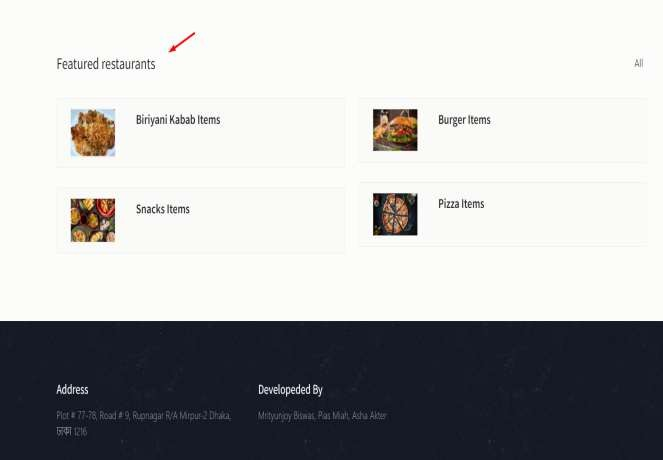 Featured restaurants
All
Biriyani Kabab Items
Burger Items
Snacks Items
Pizza Items
Address
Developeded By
Plot # 77-78, Road # 9, Rupnagar R/A Mirpur-2 Dhaka,
Mrityunjoy Biswas, Pias Miah, Asha Akter
ঢাকা 1216